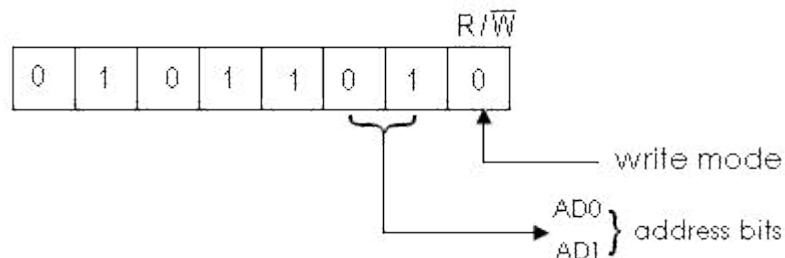 R/W̅
0 1 0 1 1 0 1 0
write mode
AD0
address bits
AD1